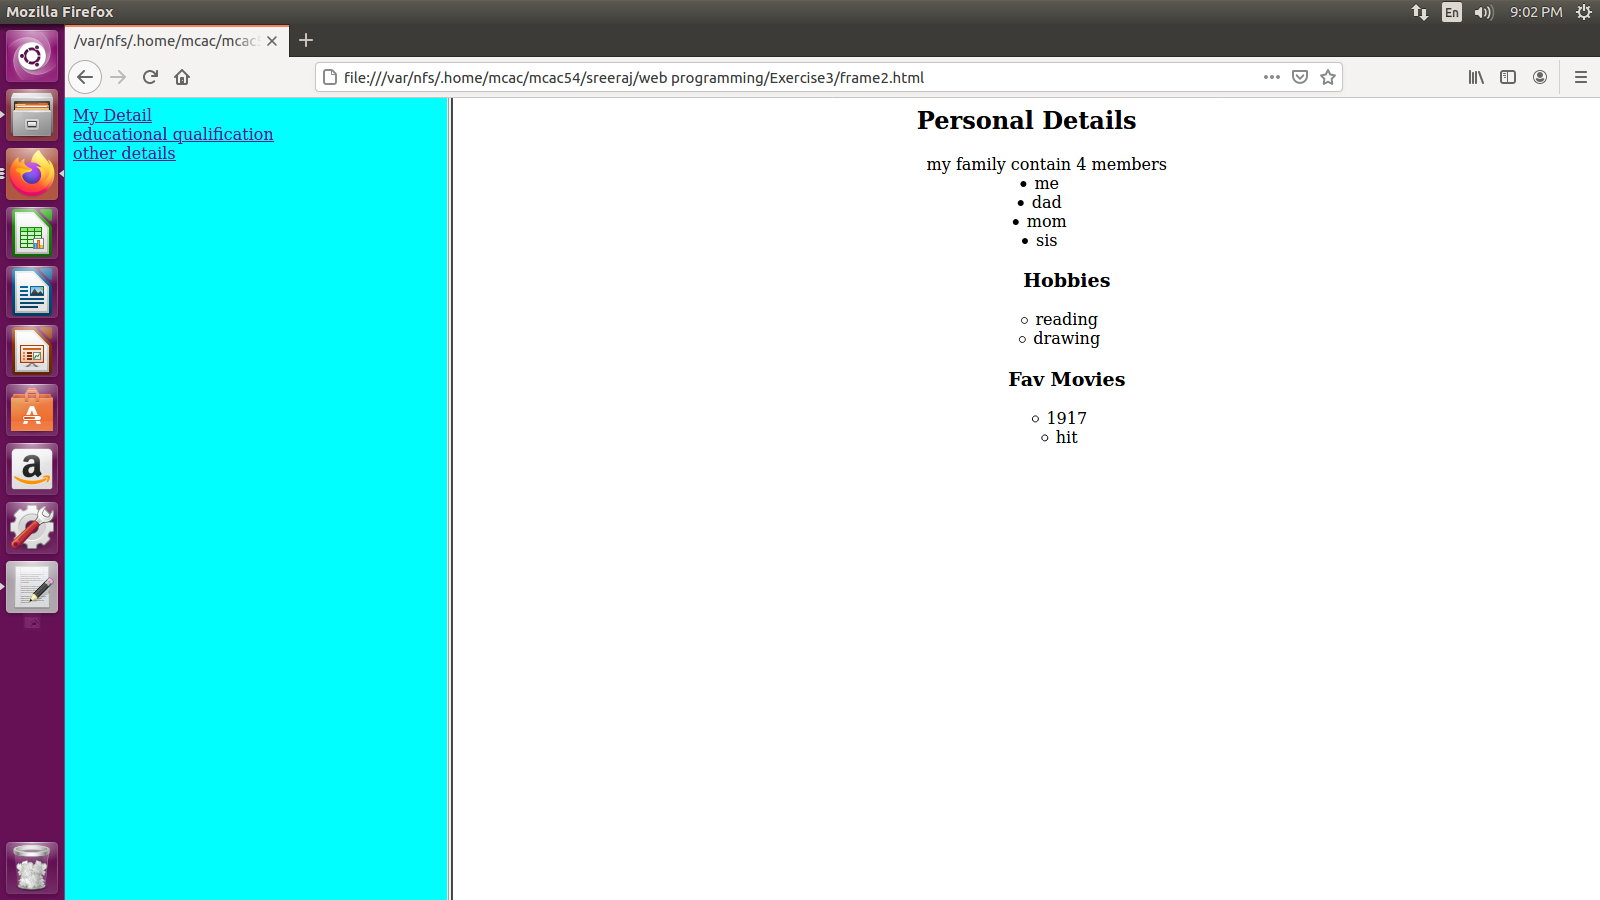 Mozilla Firefox
En
9:02 PM
/var/nfs/.home/mcac/mcac5
file:///var/nfs/.home/mcac/mcac54/sreeraj/web programming/Exercise3/frame2.html
My Detail
educational qualification
other details
Personal Details
my family contain 4 members
• me
• dad
• mom
• sis
Hobbies
◦ reading
◦ drawing
Fav Movies
◦ 1917
◦ hit